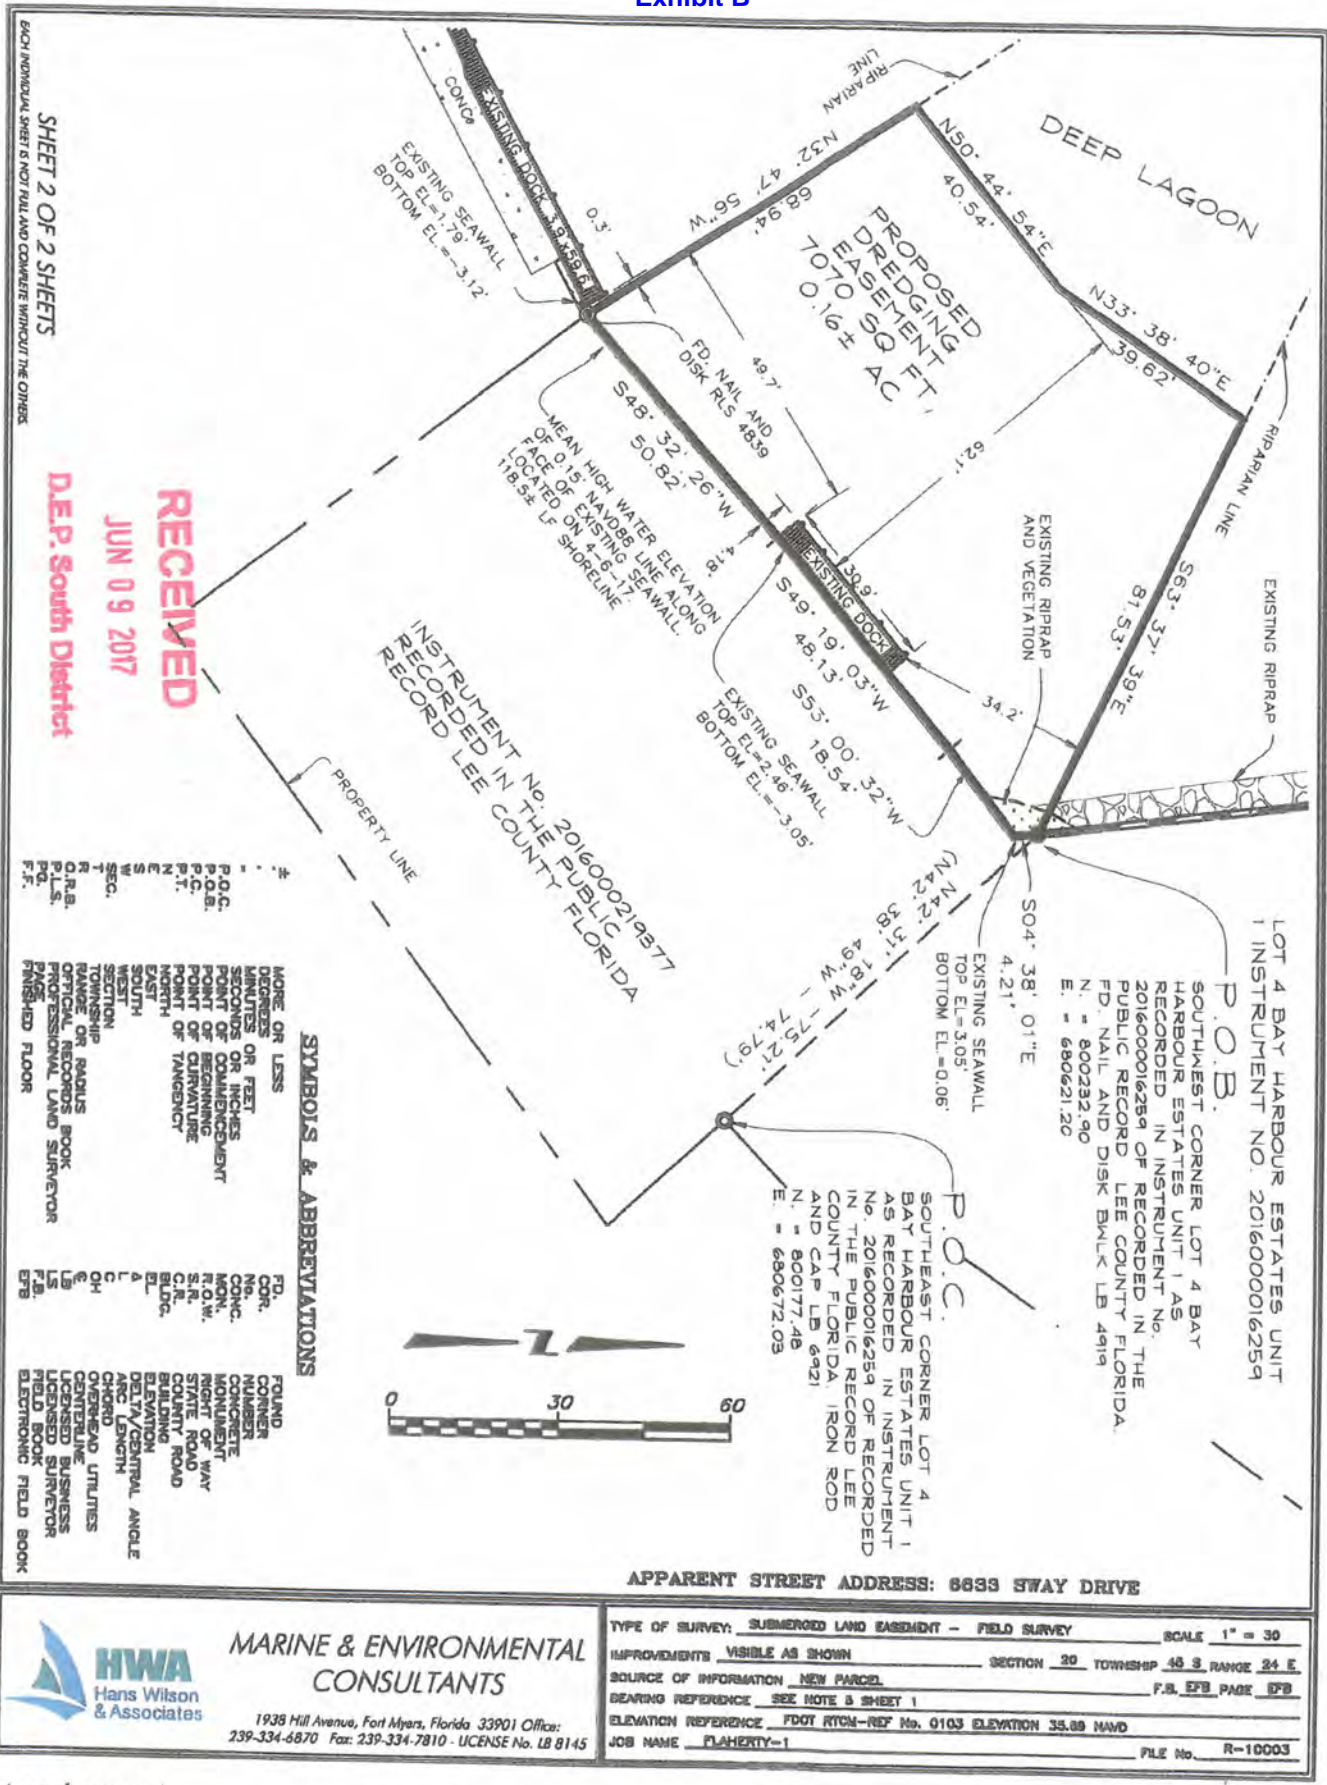 Exhibit B
DEEP LAGOON
RIPARIAN
LINE
N50° 44' 54"E
40.54'
N33° 38' 40"E
39.62'
RIPARIAN LINE
S63° 37' 39"E
81.53'
N32° 47' 56"W
68.94'
PROPOSED
DREDGING
EASEMENT
7070 SQ FT,
0.16± AC
CONC
EXISTING DOCK 3.9'x59.6'
EXISTING SEAWALL
TOP EL=1.79'
BOTTOM EL=-3.12'
0.3'
FD. NAIL AND
DISK RLS 4839
49.7'
62.1'
S48° 32' 26"W
50.82'
MEAN HIGH WATER ELEVATION
OF 0.15' NAVD88 LINE ALONG
FACE OF EXISTING SEAWALL.
LOCATED ON 4-6-17.
118.5± LF SHORELINE
4.18'
EXISTING DOCK
30.9'
S49° 19' 03"W
48.13'
EXISTING SEAWALL
TOP EL=2.46'
BOTTOM EL=-3.05'
S53° 00' 32"W
18.54'
34.2'
EXISTING RIPRAP
AND VEGETATION
EXISTING RIPRAP
S04° 38' 01"E
4.21'
EXISTING SEAWALL
TOP EL=3.05'
BOTTOM EL=0.06'
N42° 31' 18"W -75.21'
(N42° 38' 49"W - 74.79')
LOT 4 BAY HARBOUR ESTATES UNIT
1 INSTRUMENT NO. 2016000016259
P.O.B.
SOUTHWEST CORNER LOT 4 BAY
HARBOUR ESTATES UNIT 1 AS
RECORDED IN INSTRUMENT No.
2016000016259 OF RECORDED IN THE
PUBLIC RECORD LEE COUNTY FLORIDA.
FD. NAIL AND DISK BWLK LB 4919
N. = 800232.90
E. = 680621.20
P.O.C.
SOUTHEAST CORNER LOT 4
BAY HARBOUR ESTATES UNIT 1
AS RECORDED IN INSTRUMENT
No. 2016000016259 OF RECORDED
IN THE PUBLIC RECORD LEE
COUNTY FLORIDA. IRON ROD
AND CAP LB 6921
N. = 800177.48
E. = 680672.03
INSTRUMENT No. 2016000219377
RECORDED IN THE PUBLIC
RECORD LEE COUNTY FLORIDA
PROPERTY LINE
RECEIVED
JUN 09 2017
D.E.P. South District
SHEET 2 OF 2 SHEETS
EACH INDIVIDUAL SHEET IS NOT FULL AND COMPLETE WITHOUT THE OTHERS.
N
0 30 60
SYMBOLS & ABBREVIATIONS
± MORE OR LESS
° DEGREES
' MINUTES OR FEET
" SECONDS OR INCHES
P.O.C. POINT OF COMMENCEMENT
P.O.B. POINT OF BEGINNING
P.C. POINT OF CURVATURE
P.T. POINT OF TANGENCY
N NORTH
E EAST
S SOUTH
W WEST
SEC. SECTION
T TOWNSHIP
R RANGE OR RADIUS
O.R.B. OFFICIAL RECORDS BOOK
P.L.S. PROFESSIONAL LAND SURVEYOR
PG. PAGE
F.F. FINISHED FLOOR
FD. FOUND
COR. CORNER
No. NUMBER
CONC. CONCRETE
MON. MONUMENT
R.O.W. RIGHT OF WAY
S.R. STATE ROAD
C.R. COUNTY ROAD
BLDG. BUILDING
EL. ELEVATION
Δ DELTA/CENTRAL ANGLE
L ARC LENGTH
C CHORD
OH OVERHEAD UTILITIES
℄ CENTERLINE
LB LICENSED BUSINESS
LS LICENSED SURVEYOR
F.B. FIELD BOOK
EFB ELECTRONIC FIELD BOOK
APPARENT STREET ADDRESS: 6633 SWAY DRIVE
HWA
Hans Wilson
& Associates
MARINE & ENVIRONMENTAL
CONSULTANTS
1938 Hill Avenue, Fort Myers, Florida 33901 Office:
239-334-6870 Fax: 239-334-7810 - LICENSE No. LB 8145
TYPE OF SURVEY: SUBMERGED LAND EASEMENT - FIELD SURVEY SCALE 1" = 30
IMPROVEMENTS VISIBLE AS SHOWN SECTION 20 TOWNSHIP 45 S RANGE 24 E
SOURCE OF INFORMATION NEW PARCEL F.B. EFB PAGE EFB
BEARING REFERENCE SEE NOTE 3 SHEET 1
ELEVATION REFERENCE FDOT RTCM-REF No. 0103 ELEVATION 35.89 NAVD
JOB NAME FLAHERTY-1 FILE No. R-10003